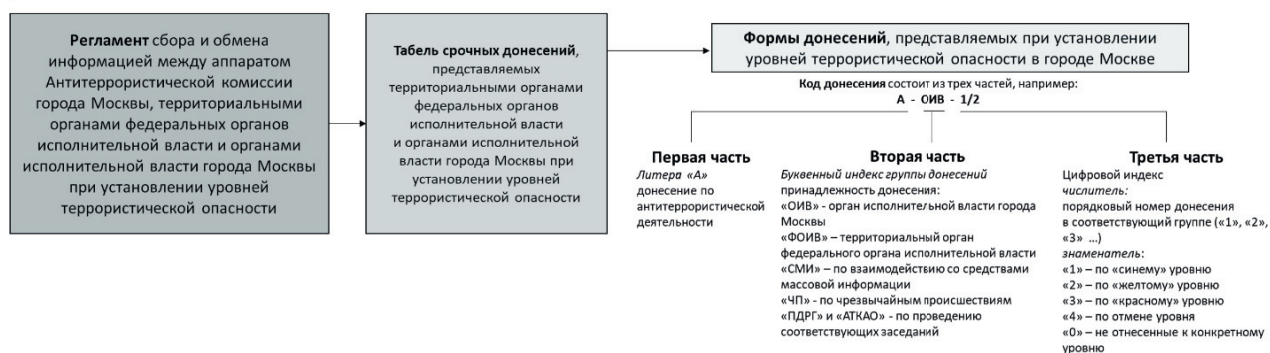 Регламент сбора и обмена
информацией между аппаратом
Антитеррористической комиссии
города Москвы, территориальными
органами федеральных органов
исполнительной власти и органами
исполнительной власти города Москвы
при установлении уровней
террористической опасности
Табель срочных донесений,
представляемых
территориальными органами
федеральных органов
исполнительной власти
и органами исполнительной
власти города Москвы при
установлении уровней
террористической опасности
Формы донесений, представляемых при установлении
уровней террористической опасности в городе Москве
Код донесения состоит из трех частей, например:
А - ОИВ - 1/2
Первая часть
Литера «А»
донесение по
антитеррористической
деятельности
Вторая часть
Буквенный индекс группы донесений
принадлежность донесения:
«ОИВ» - орган исполнительной власти города
Москвы
«ФОИВ» – территориальный орган
федерального органа исполнительной власти
«СМИ» – по взаимодействию со средствами
массовой информации
«ЧП» - по чрезвычайным происшествиям
«ПДРГ» и «АТКАО» - по проведению
соответствующих заседаний
Третья часть
Цифровой индекс
числитель:
порядковый номер донесения
в соответствующий группе («1», «2»,
«3» ...)
знаменатель:
«1» – по «синему» уровню
«2» – по «желтому» уровню
«3» – по «красному» уровню
«4» – по отмене уровня
«0» – не отнесенные к конкретному
уровню